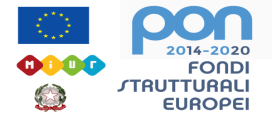 pon
2014-2020
MIUR
FONDI
STRUTTURALI
EUROPEI